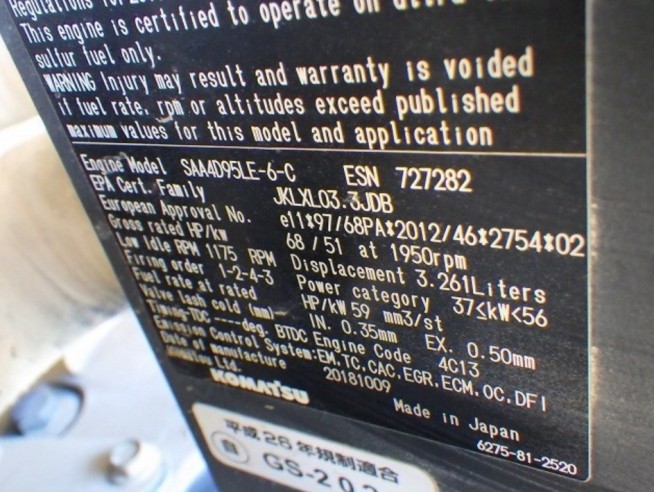 Regulations for
This engine is certified to operate on ultra
sulfur fuel only.
WARNING Injury may result and warranty is voided
if fuel rate, rpm or altitudes exceed published
maximum values for this model and application
Engine Model SAA4D95LE-6-C ESN 727282
EPA Cert. Family JKLXL03.3JDB
European Approval No. e11*97/68PA*2012/46*2754*02
Gross rated HP/kw 68/51 at 1950rpm
Low Idle RPM 1175 RPM Displacement 3.261Liters
Firing order 1-2-4-3 Power category 37≤kW<56
Fuel rate at rated HP/kW 59 mm3/st
Valve lash cold (mm) IN. 0.35mm EX. 0.50mm
Timing-TDC ----deg. BTDC Engine Code 4C13
Emission Control System:EM,TC,CAC,EGR,ECM,OC,DFI
Date of manufacture 20181009
Komatsu Ltd.
KOMATSU Made in Japan
6275-81-2520
平成26年規制適合
自 GS-202